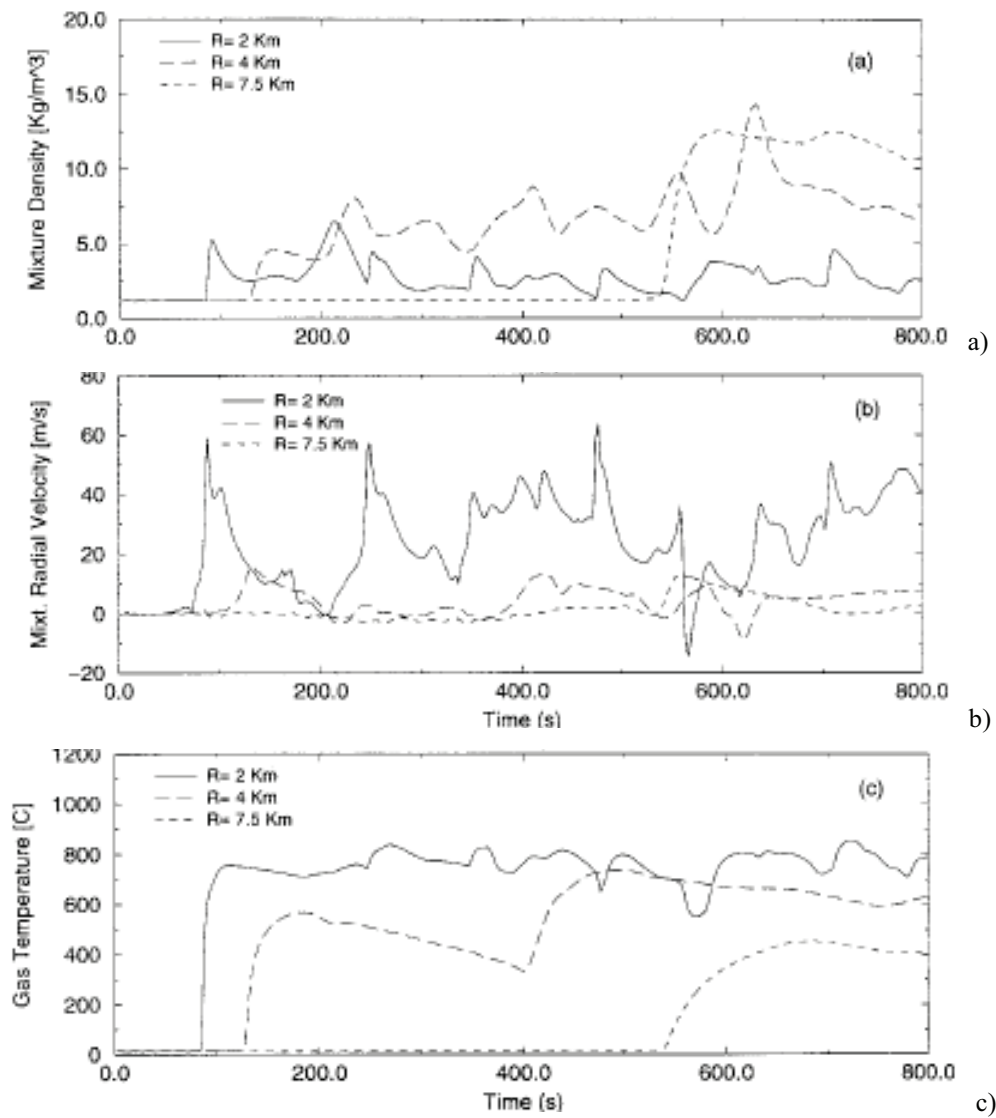 20.0
15.0
10.0
5.0
0.0
Mixture Density [Kg/m^3]
R= 2 Km
R= 4 Km
R= 7.5 Km
(a)
0.0 200.0 400.0 600.0 800.0
a)
80
60
40
20
0
−20
Mixt. Radial Velocity [m/s]
R= 2 Km
R= 4 Km
R= 7.5 Km
(b)
0.0 200.0 400.0 600.0 800.0
Time (s)
b)
1200
1000
800
600
400
200
0
Gas Temperature [C]
R= 2 Km
R= 4 Km
R= 7.5 Km
(c)
0.0 200.0 400.0 600.0 800.0
Time (s)
c)